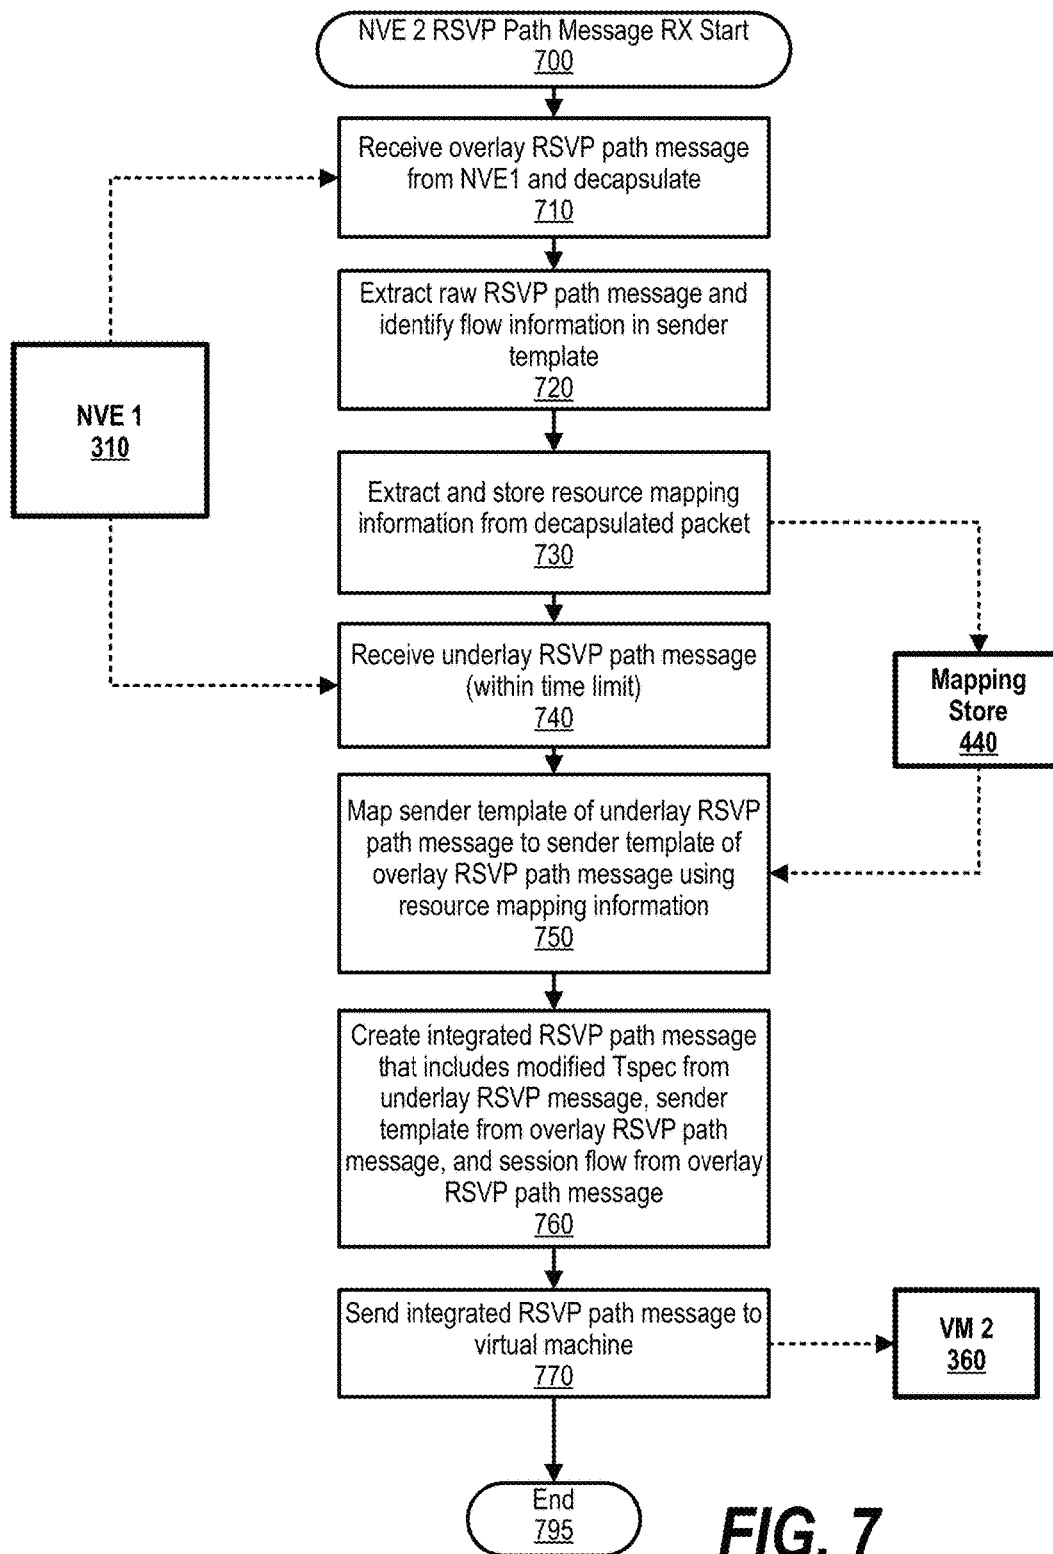 NVE 2 RSVP Path Message RX Start
700
Receive overlay RSVP path message
from NVE1 and decapsulate
710
Extract raw RSVP path message and
identify flow information in sender
template
720
NVE 1
310
Extract and store resource mapping
information from decapsulated packet
730
Receive underlay RSVP path message
(within time limit)
740
Mapping
Store
440
Map sender template of underlay RSVP
path message to sender template of
overlay RSVP path message using
resource mapping information
750
Create integrated RSVP path message
that includes modified Tspec from
underlay RSVP message, sender
template from overlay RSVP path
message, and session flow from overlay
RSVP path message
760
Send integrated RSVP path message to
virtual machine
770
VM 2
360
End
795
FIG. 7